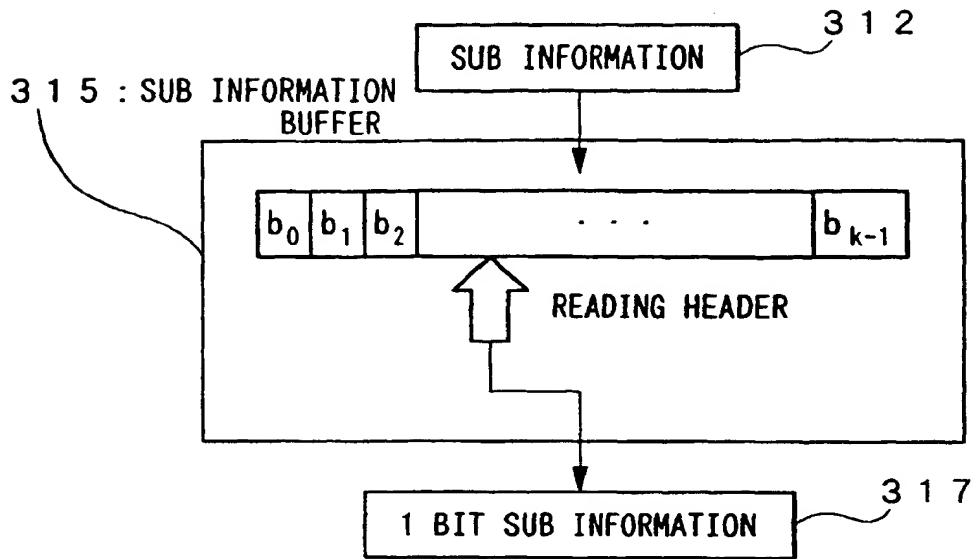 SUB INFORMATION
3 1 2
3 1 5 : SUB INFORMATION
BUFFER
b₀ b₁ b₂ · · · bₖ₋₁
READING HEADER
1 BIT SUB INFORMATION
3 1 7